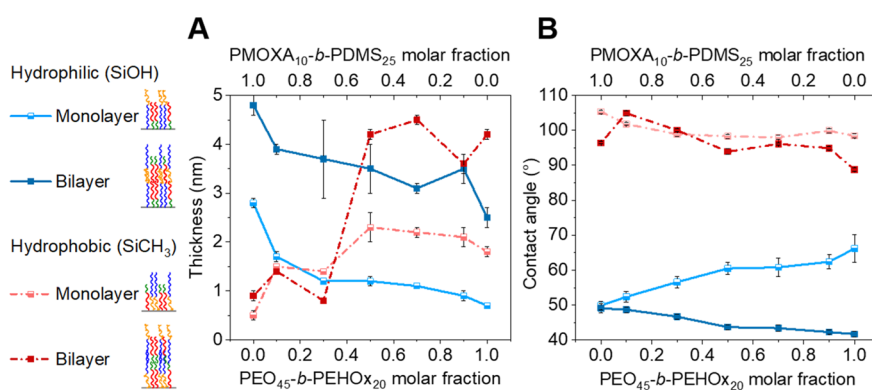 Hydrophilic (SiOH)
Monolayer
Bilayer
Hydrophobic (SiCH₃)
Monolayer
Bilayer
A
PMOXA₁₀-b-PDMS₂₅ molar fraction
1.0 0.8 0.6 0.4 0.2 0.0
Thickness (nm)
5
4
3
2
1
0
0.0 0.2 0.4 0.6 0.8 1.0
PEO₄₅-b-PEHOx₂₀ molar fraction
B
PMOXA₁₀-b-PDMS₂₅ molar fraction
1.0 0.8 0.6 0.4 0.2 0.0
Contact angle (°)
110
100
90
80
70
60
50
40
0.0 0.2 0.4 0.6 0.8 1.0
PEO₄₅-b-PEHOx₂₀ molar fraction